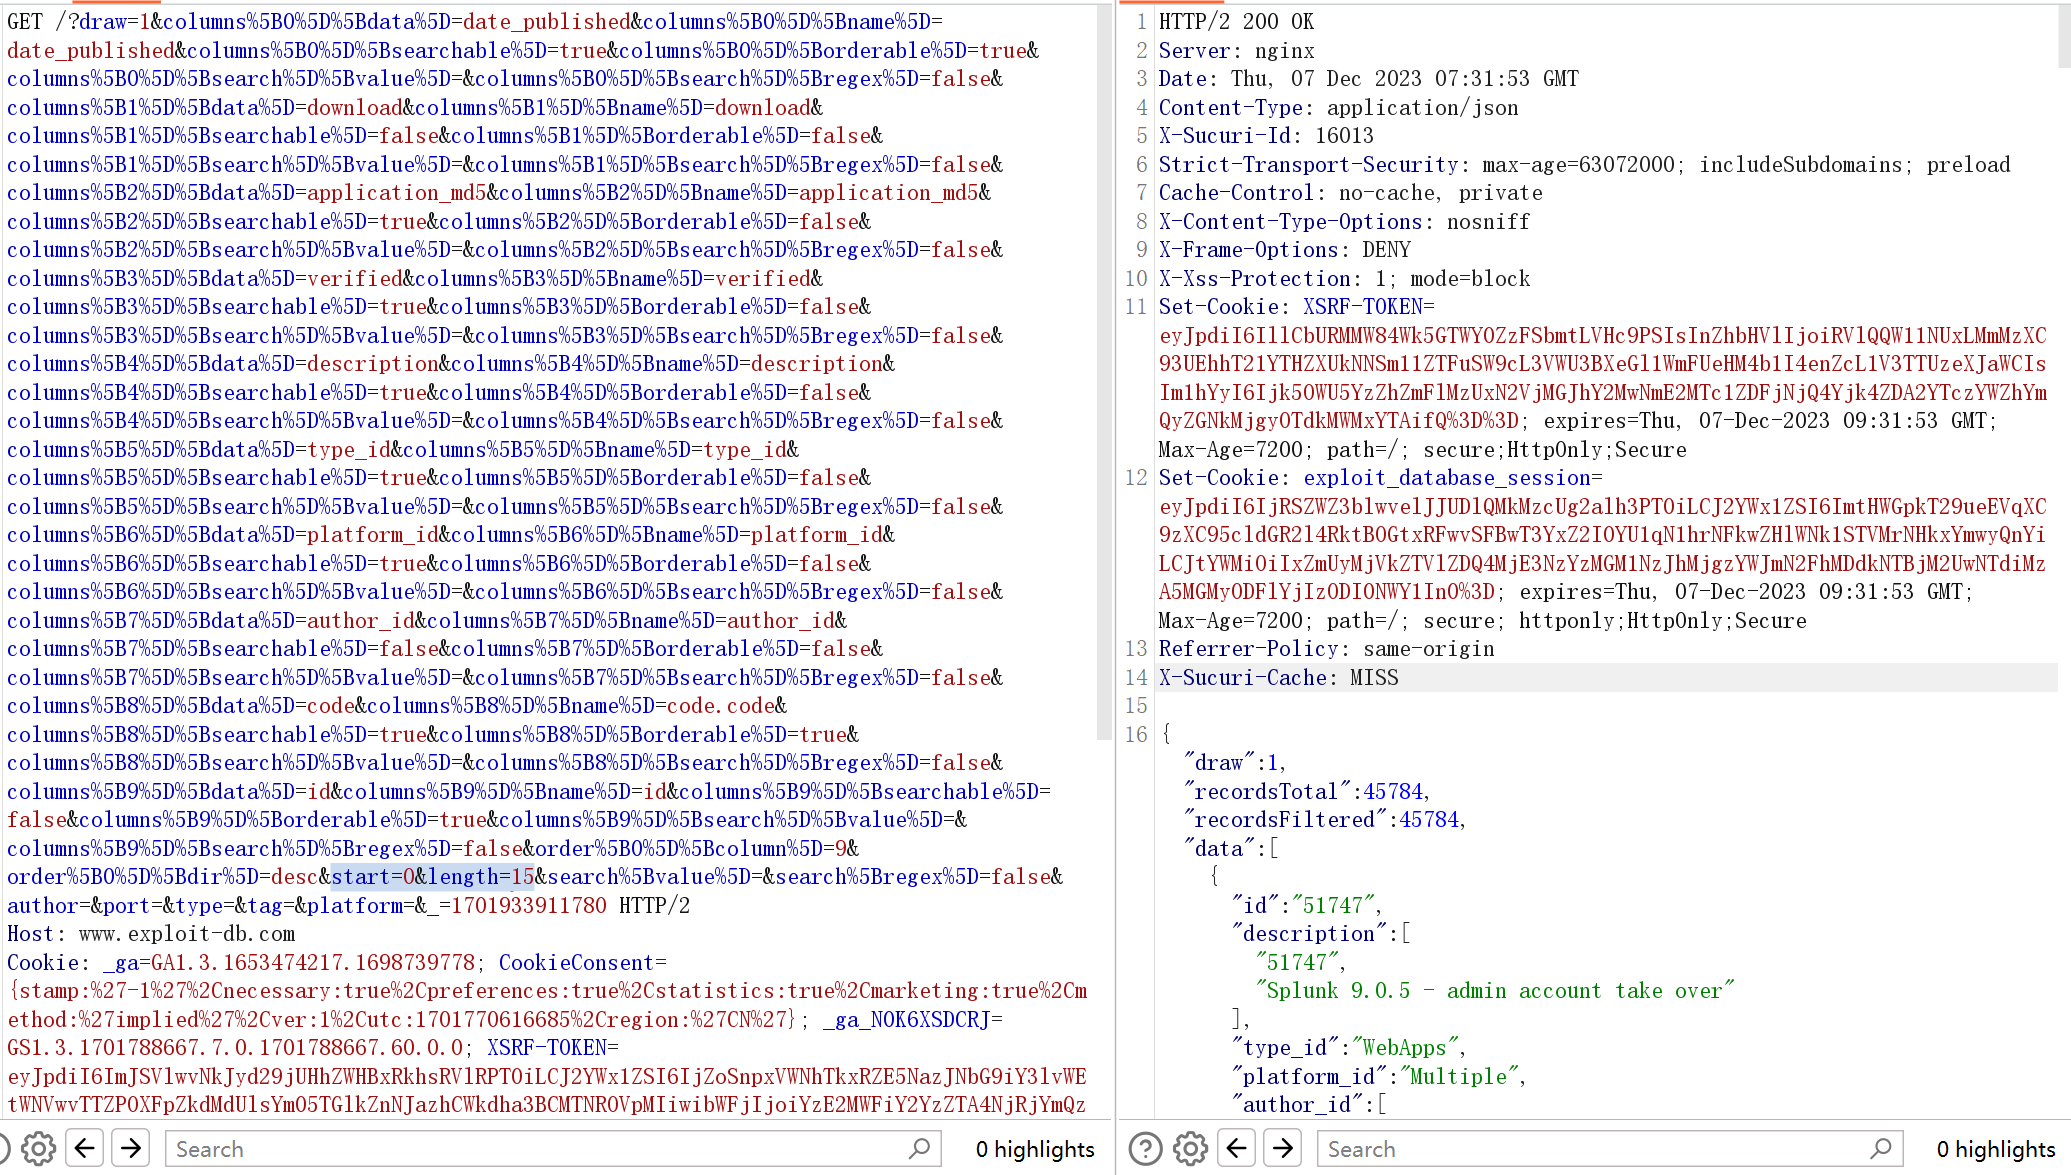 GET /?draw=1&columns%5B0%5D%5Bdata%5D=date_published&columns%5B0%5D%5Bname%5D=
date_published&columns%5B0%5D%5Bsearchable%5D=true&columns%5B0%5D%5Borderable%5D=true&
columns%5B0%5D%5Bsearch%5D%5Bvalue%5D=&columns%5B0%5D%5Bsearch%5D%5Bregex%5D=false&
columns%5B1%5D%5Bdata%5D=download&columns%5B1%5D%5Bname%5D=download&
columns%5B1%5D%5Bsearchable%5D=false&columns%5B1%5D%5Borderable%5D=false&
columns%5B1%5D%5Bsearch%5D%5Bvalue%5D=&columns%5B1%5D%5Bsearch%5D%5Bregex%5D=false&
columns%5B2%5D%5Bdata%5D=application_md5&columns%5B2%5D%5Bname%5D=application_md5&
columns%5B2%5D%5Bsearchable%5D=true&columns%5B2%5D%5Borderable%5D=false&
columns%5B2%5D%5Bsearch%5D%5Bvalue%5D=&columns%5B2%5D%5Bsearch%5D%5Bregex%5D=false&
columns%5B3%5D%5Bdata%5D=verified&columns%5B3%5D%5Bname%5D=verified&
columns%5B3%5D%5Bsearchable%5D=true&columns%5B3%5D%5Borderable%5D=false&
columns%5B3%5D%5Bsearch%5D%5Bvalue%5D=&columns%5B3%5D%5Bsearch%5D%5Bregex%5D=false&
columns%5B4%5D%5Bdata%5D=description&columns%5B4%5D%5Bname%5D=description&
columns%5B4%5D%5Bsearchable%5D=true&columns%5B4%5D%5Borderable%5D=false&
columns%5B4%5D%5Bsearch%5D%5Bvalue%5D=&columns%5B4%5D%5Bsearch%5D%5Bregex%5D=false&
columns%5B5%5D%5Bdata%5D=type_id&columns%5B5%5D%5Bname%5D=type_id&
columns%5B5%5D%5Bsearchable%5D=true&columns%5B5%5D%5Borderable%5D=false&
columns%5B5%5D%5Bsearch%5D%5Bvalue%5D=&columns%5B5%5D%5Bsearch%5D%5Bregex%5D=false&
columns%5B6%5D%5Bdata%5D=platform_id&columns%5B6%5D%5Bname%5D=platform_id&
columns%5B6%5D%5Bsearchable%5D=true&columns%5B6%5D%5Borderable%5D=false&
columns%5B6%5D%5Bsearch%5D%5Bvalue%5D=&columns%5B6%5D%5Bsearch%5D%5Bregex%5D=false&
columns%5B7%5D%5Bdata%5D=author_id&columns%5B7%5D%5Bname%5D=author_id&
columns%5B7%5D%5Bsearchable%5D=false&columns%5B7%5D%5Borderable%5D=false&
columns%5B7%5D%5Bsearch%5D%5Bvalue%5D=&columns%5B7%5D%5Bsearch%5D%5Bregex%5D=false&
columns%5B8%5D%5Bdata%5D=code&columns%5B8%5D%5Bname%5D=code.code&
columns%5B8%5D%5Bsearchable%5D=true&columns%5B8%5D%5Borderable%5D=true&
columns%5B8%5D%5Bsearch%5D%5Bvalue%5D=&columns%5B8%5D%5Bsearch%5D%5Bregex%5D=false&
columns%5B9%5D%5Bdata%5D=id&columns%5B9%5D%5Bname%5D=id&columns%5B9%5D%5Bsearchable%5D=
false&columns%5B9%5D%5Borderable%5D=true&columns%5B9%5D%5Bsearch%5D%5Bvalue%5D=&
columns%5B9%5D%5Bsearch%5D%5Bregex%5D=false&order%5B0%5D%5Bcolumn%5D=9&
order%5B0%5D%5Bdir%5D=desc&start=0&length=15&search%5Bvalue%5D=&search%5Bregex%5D=false&
author=&port=&type=&tag=&platform=&_=1701933911780 HTTP/2
Host: www.exploit-db.com
Cookie: _ga=GA1.3.1653474217.1698739778; CookieConsent=
{stamp:%27-1%27%2Cnecessary:true%2Cpreferences:true%2Cstatistics:true%2Cmarketing:true%2Cm
ethod:%27implied%27%2Cver:1%2Cutc:1701770616685%2Cregion:%27CN%27}; _ga_N0K6XSDCRJ=
GS1.3.1701788667.7.0.1701788667.60.0.0; XSRF-TOKEN=
Search
0 highlights
1 HTTP/2 200 OK
2 Server: nginx
3 Date: Thu, 07 Dec 2023 07:31:53 GMT
4 Content-Type: application/json
5 X-Sucuri-Id: 16013
6 Strict-Transport-Security: max-age=63072000; includeSubdomains; preload
7 Cache-Control: no-cache, private
8 X-Content-Type-Options: nosniff
9 X-Frame-Options: DENY
10 X-Xss-Protection: 1; mode=block
11 Set-Cookie: XSRF-TOKEN=
expires=Thu, 07-Dec-2023 09:31:53 GMT;
Max-Age=7200; path=/; secure;HttpOnly;Secure
12 Set-Cookie: exploit_database_session=
expires=Thu, 07-Dec-2023 09:31:53 GMT;
Max-Age=7200; path=/; secure; httponly;HttpOnly;Secure
13 Referrer-Policy: same-origin
14 X-Sucuri-Cache: MISS
15
16 {
"draw":1,
"recordsTotal":45784,
"recordsFiltered":45784,
"data":[
{
"id":"51747",
"description":[
"51747",
"Splunk 9.0.5 - admin account take over"
],
"type_id":"WebApps",
"platform_id":"Multiple",
"author_id":[
Search
0 highlights